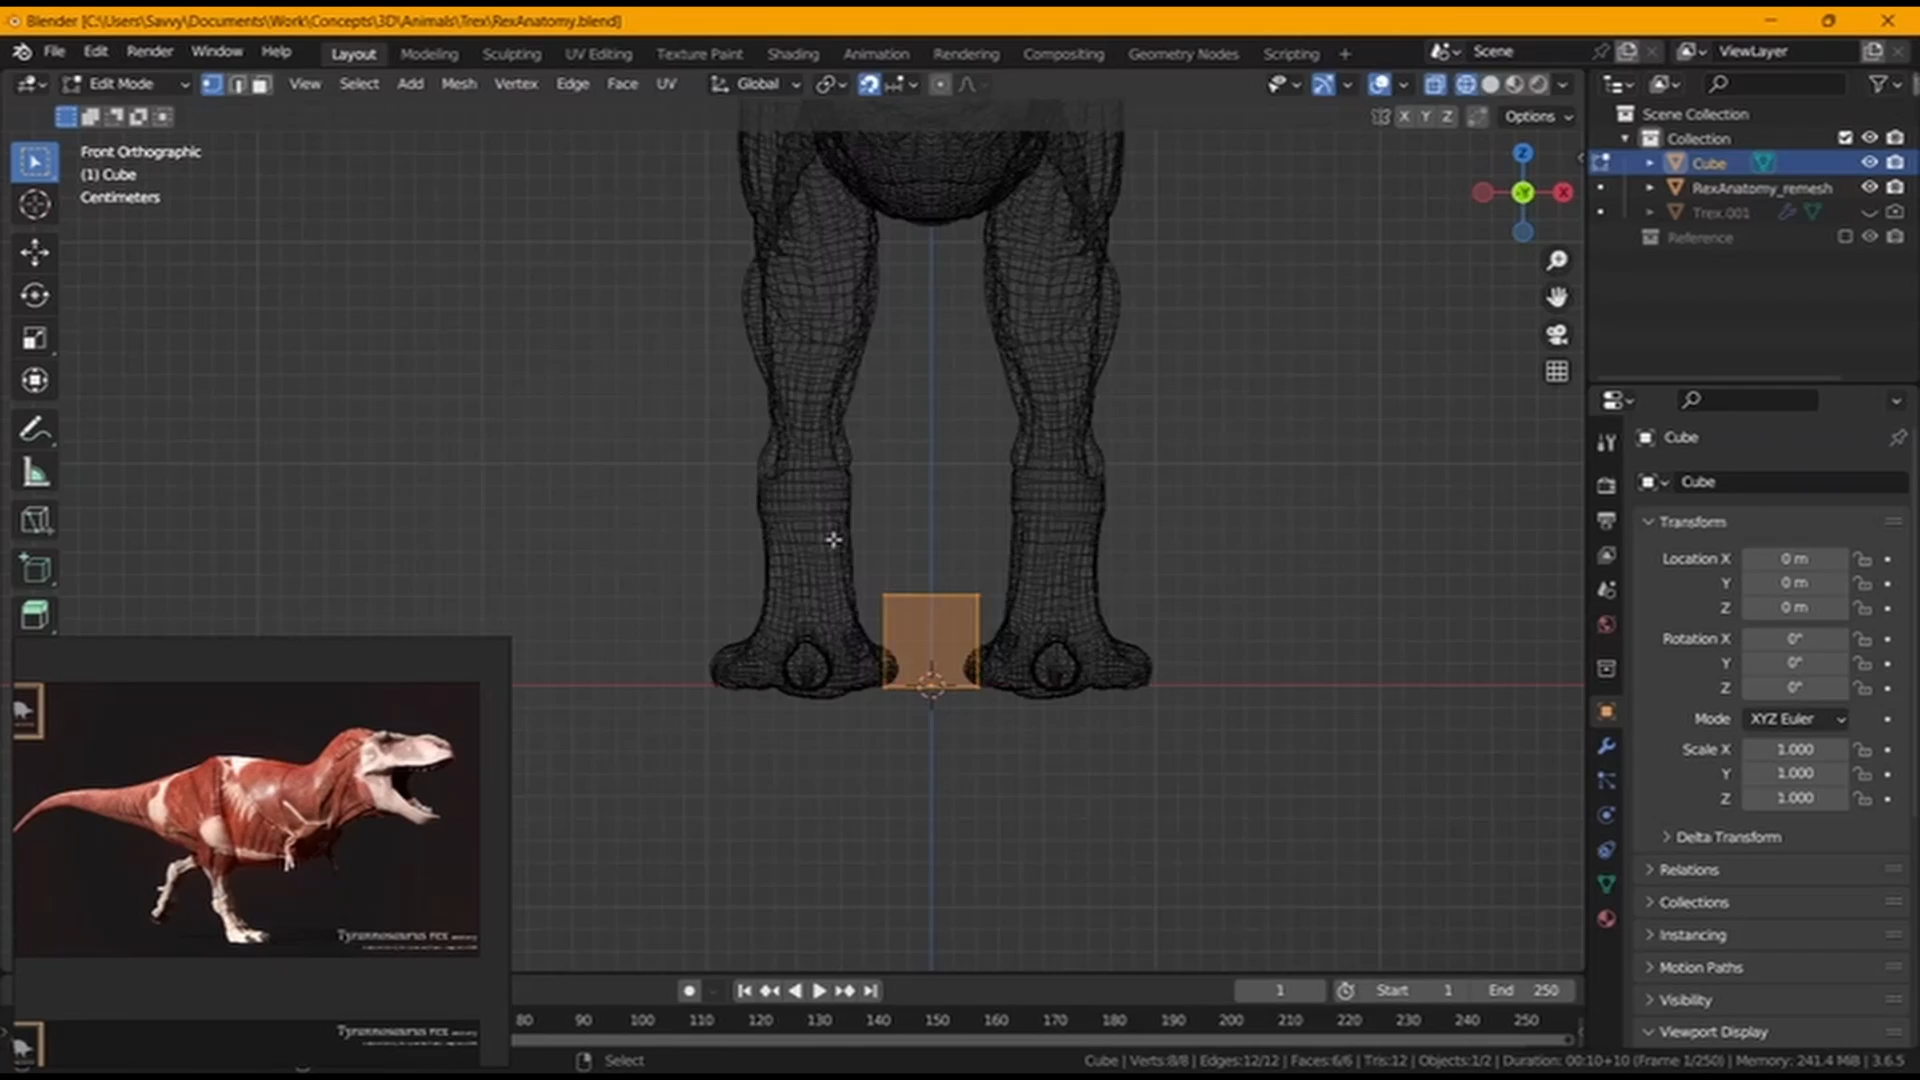 Blender [C:\Users\Savvy\Documents\Work\Concepts\3D\Animals\Trex\RexAnatomy.blend]
File Edit Render Window Help Layout Modeling Sculpting UV Editing Texture Paint Shading Animation Rendering Compositing Geometry Nodes Scripting + Scene ViewLayer
Edit Mode View Select Add Mesh Vertex Edge Face UV Global
X Y Z Options
Front Orthographic
(1) Cube
Centimeters
Z
-Y
X
Scene Collection
Collection
Cube
RexAnatomy_remesh
Trex.001
Reference
Cube
Cube
Transform
Location X 0 m
Y 0 m
Z 0 m
Rotation X 0°
Y 0°
Z 0°
Mode XYZ Euler
Scale X 1.000
Y 1.000
Z 1.000
Delta Transform
Relations
Collections
Instancing
Motion Paths
Visibility
Viewport Display
Tyrannosaurus rex
Tyrannosaurus rex
1 Start 1 End 250
80 90 100 110 120 130 140 150 160 170 180 190 200 210 220 230 240 250
Select
Cube | Verts:8/8 | Edges:12/12 | Faces:6/6 | Tris:12 | Objects:1/2 | Duration: 00:10+10 (Frame 1/250) | Memory: 241.4 MiB | 3.6.5